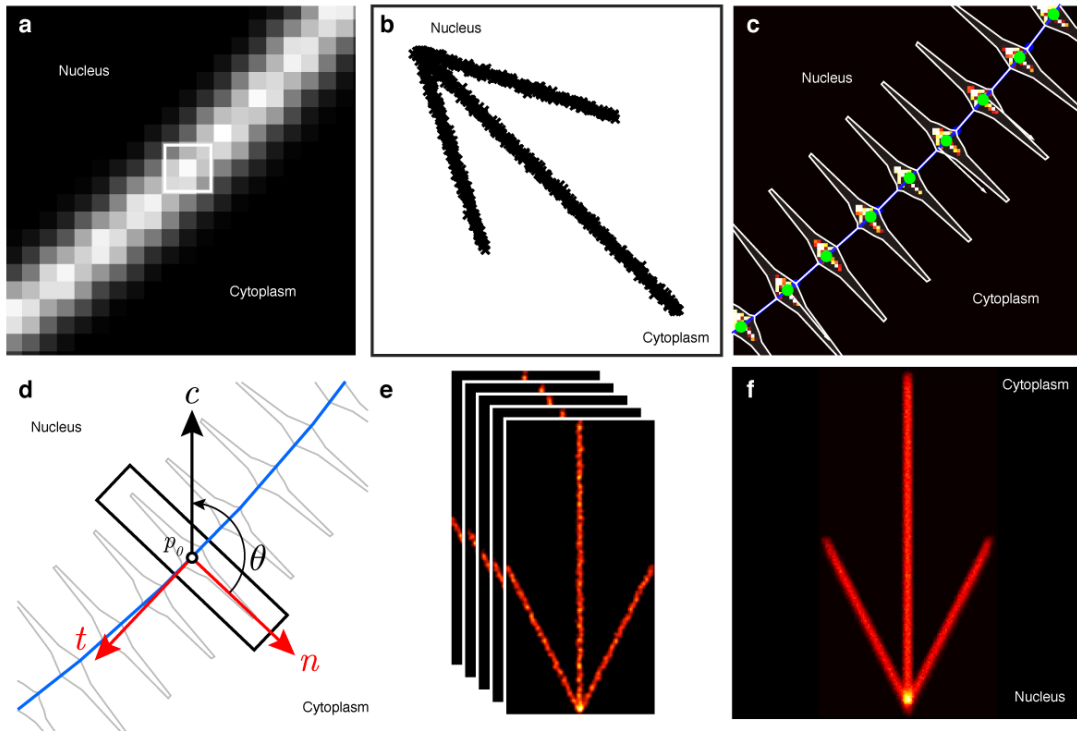 a
Nucleus
Cytoplasm
b
Nucleus
Cytoplasm
c
Nucleus
Cytoplasm
d
Nucleus
c
p₀
θ
t
n
Cytoplasm
e
f
Cytoplasm
Nucleus